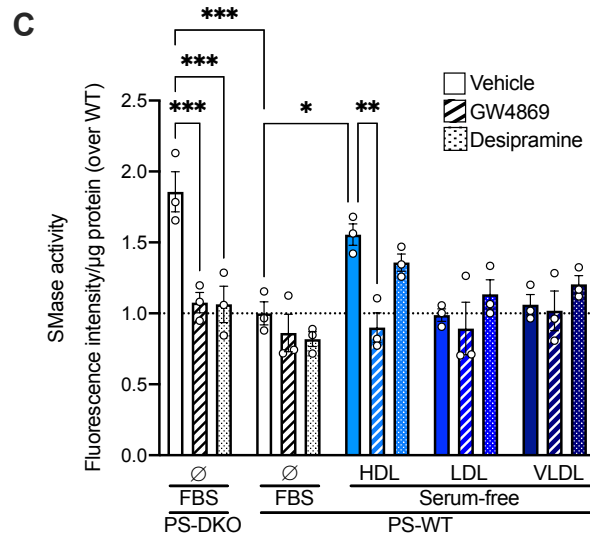 C
***
***
***
*
**
Vehicle
GW4869
Desipramine
SMase activity
Fluorescence intensity/µg protein (over WT)
2.5
2.0
1.5
1.0
0.5
0.0
∅ ∅ HDL LDL VLDL
FBS FBS Serum-free
PS-DKO PS-WT